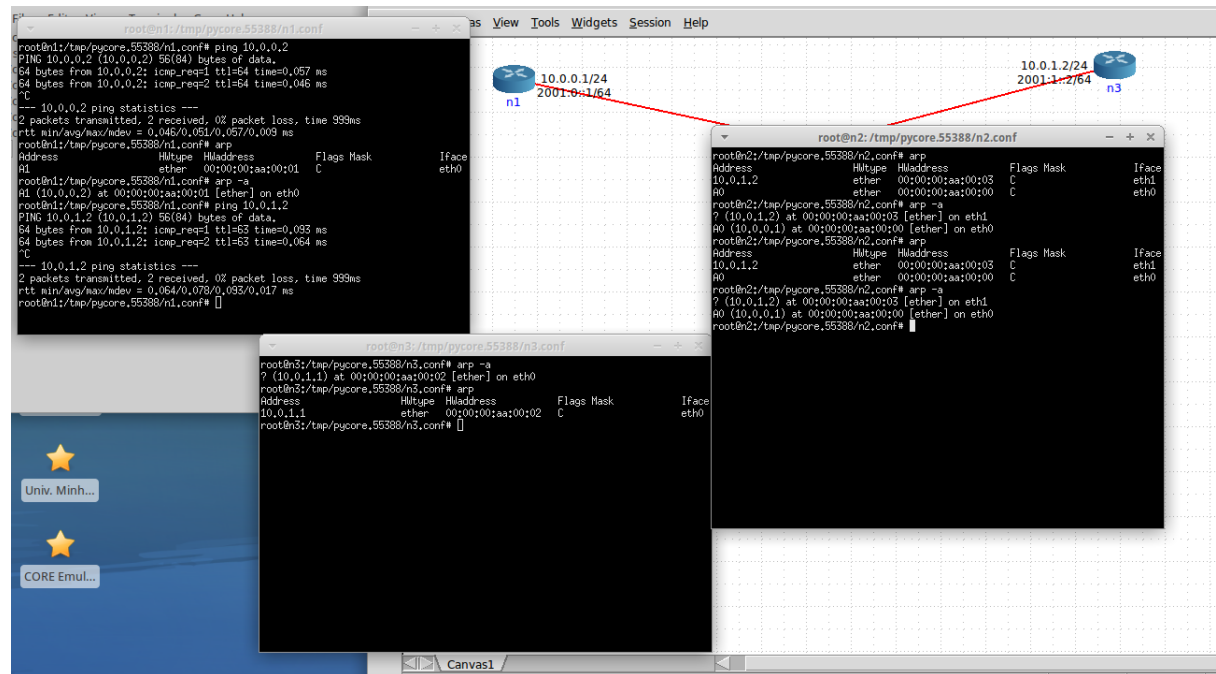 root@n1:/tmp/pycore.55388/n1.conf
root@n1:/tmp/pycore.55388/n1.conf# ping 10.0.0.2
PING 10.0.0.2 (10.0.0.2) 56(84) bytes of data.
64 bytes from 10.0.0.2: icmp_req=1 ttl=64 time=0.057 ms
64 bytes from 10.0.0.2: icmp_req=2 ttl=64 time=0.046 ms
^C
--- 10.0.0.2 ping statistics ---
2 packets transmitted, 2 received, 0% packet loss, time 999ms
rtt min/avg/max/mdev = 0.046/0.051/0.057/0.009 ms
root@n1:/tmp/pycore.55388/n1.conf# arp
Address HWtype HWaddress Flags Mask Iface
A1 ether 00:00:00:aa:00:01 C eth0
root@n1:/tmp/pycore.55388/n1.conf# arp -a
A1 (10.0.0.2) at 00:00:00:aa:00:01 [ether] on eth0
root@n1:/tmp/pycore.55388/n1.conf# ping 10.0.1.2
PING 10.0.1.2 (10.0.1.2) 56(84) bytes of data.
64 bytes from 10.0.1.2: icmp_req=1 ttl=63 time=0.093 ms
64 bytes from 10.0.1.2: icmp_req=2 ttl=63 time=0.064 ms
^C
--- 10.0.1.2 ping statistics ---
2 packets transmitted, 2 received, 0% packet loss, time 999ms
rtt min/avg/max/mdev = 0.064/0.078/0.093/0.017 ms
root@n1:/tmp/pycore.55388/n1.conf#
as View Tools Widgets Session Help
10.0.0.1/24
2001:0::1/64
n1
10.0.1.2/24
2001:1::2/64
n3
root@n2: /tmp/pycore.55388/n2.conf
root@n2:/tmp/pycore.55388/n2.conf# arp
Address HWtype HWaddress Flags Mask Iface
10.0.1.2 ether 00:00:00:aa:00:03 C eth1
A0 ether 00:00:00:aa:00:00 C eth0
root@n2:/tmp/pycore.55388/n2.conf# arp -a
? (10.0.1.2) at 00:00:00:aa:00:03 [ether] on eth1
A0 (10.0.0.1) at 00:00:00:aa:00:00 [ether] on eth0
root@n2:/tmp/pycore.55388/n2.conf# arp
Address HWtype HWaddress Flags Mask Iface
10.0.1.2 ether 00:00:00:aa:00:03 C eth1
A0 ether 00:00:00:aa:00:00 C eth0
root@n2:/tmp/pycore.55388/n2.conf# arp -a
? (10.0.1.2) at 00:00:00:aa:00:03 [ether] on eth1
A0 (10.0.0.1) at 00:00:00:aa:00:00 [ether] on eth0
root@n2:/tmp/pycore.55388/n2.conf#
root@n3: /tmp/pycore.55388/n3.conf
root@n3:/tmp/pycore.55388/n3.conf# arp -a
? (10.0.1.1) at 00:00:00:aa:00:02 [ether] on eth0
root@n3:/tmp/pycore.55388/n3.conf# arp
Address HWtype HWaddress Flags Mask Iface
10.0.1.1 ether 00:00:00:aa:00:02 C eth0
root@n3:/tmp/pycore.55388/n3.conf#
Univ. Minh...
CORE Emul...
Canvas1